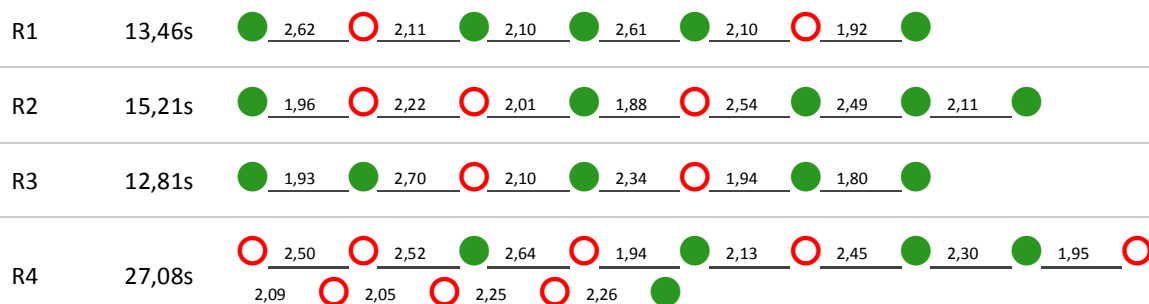 R1 13,46s 2,62 2,11 2,10 2,61 2,10 1,92
R2 15,21s 1,96 2,22 2,01 1,88 2,54 2,49 2,11
R3 12,81s 1,93 2,70 2,10 2,34 1,94 1,80
R4 27,08s 2,50 2,52 2,64 1,94 2,13 2,45 2,30 1,95
2,09 2,05 2,25 2,26